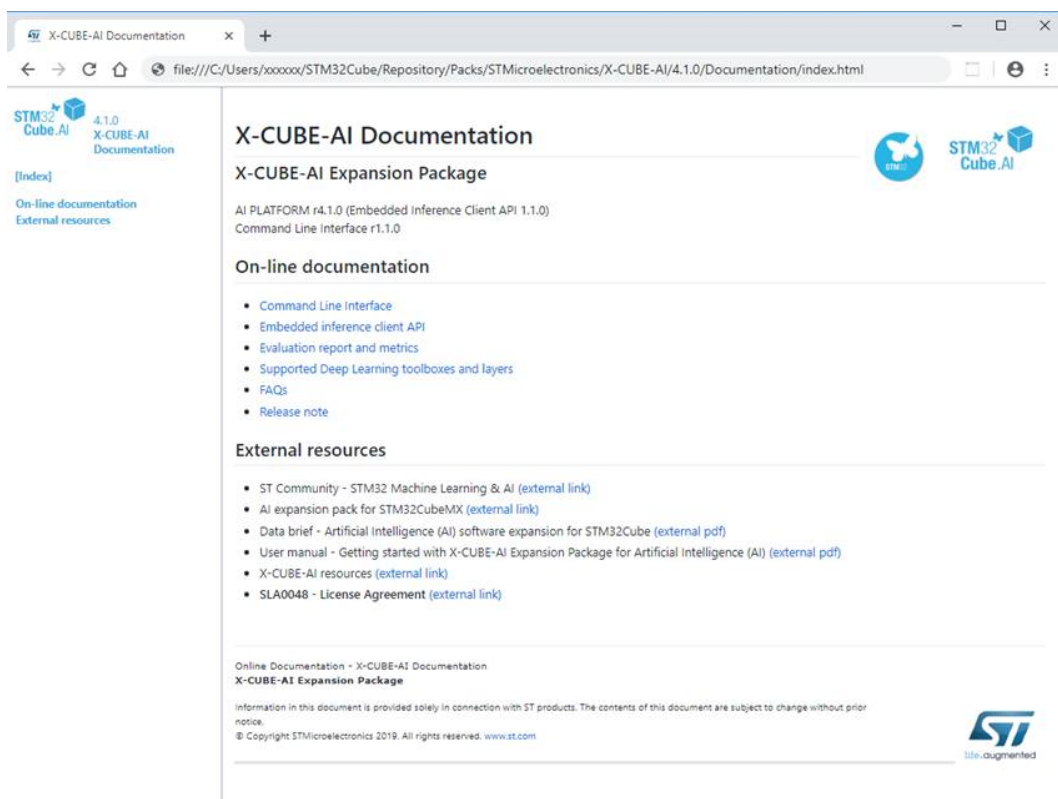 X-CUBE-AI Documentation
file:///C:/Users/xxxxxx/STM32Cube/Repository/Packs/STMicroelectronics/X-CUBE-AI/4.1.0/Documentation/index.html
STM32
Cube.AI
4.1.0
X-CUBE-AI
Documentation
[Index]
On-line documentation
External resources
X-CUBE-AI Documentation
STM32
STM32
Cube.AI
X-CUBE-AI Expansion Package
AI PLATFORM r4.1.0 (Embedded Inference Client API 1.1.0)
Command Line Interface r1.1.0
On-line documentation
• Command Line Interface
• Embedded inference client API
• Evaluation report and metrics
• Supported Deep Learning toolboxes and layers
• FAQs
• Release note
External resources
• ST Community - STM32 Machine Learning & AI (external link)
• AI expansion pack for STM32CubeMX (external link)
• Data brief - Artificial Intelligence (AI) software expansion for STM32Cube (external pdf)
• User manual - Getting started with X-CUBE-AI Expansion Package for Artificial Intelligence (AI) (external pdf)
• X-CUBE-AI resources (external link)
• SLA0048 - License Agreement (external link)
Online Documentation - X-CUBE-AI Documentation
X-CUBE-AI Expansion Package
Information in this document is provided solely in connection with ST products. The contents of this document are subject to change without prior
notice.
© Copyright STMicroelectronics 2019. All rights reserved. www.st.com
ST
life.augmented